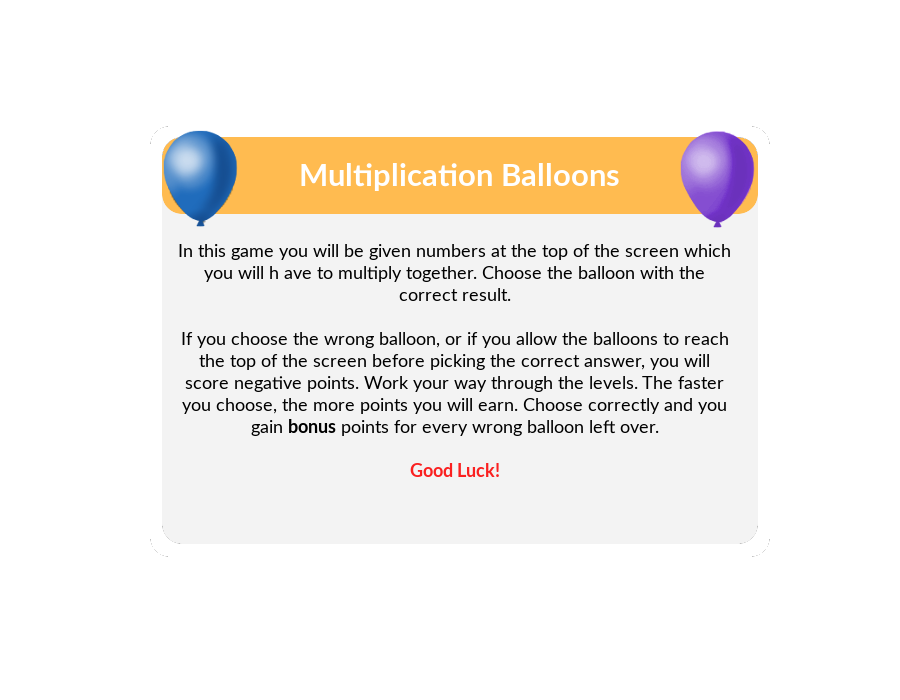 Multiplication Balloons
In this game you will be given numbers at the top of the screen which
you will h ave to multiply together. Choose the balloon with the
correct result.
If you choose the wrong balloon, or if you allow the balloons to reach
the top of the screen before picking the correct answer, you will
score negative points. Work your way through the levels. The faster
you choose, the more points you will earn. Choose correctly and you
gain bonus points for every wrong balloon left over.
Good Luck!